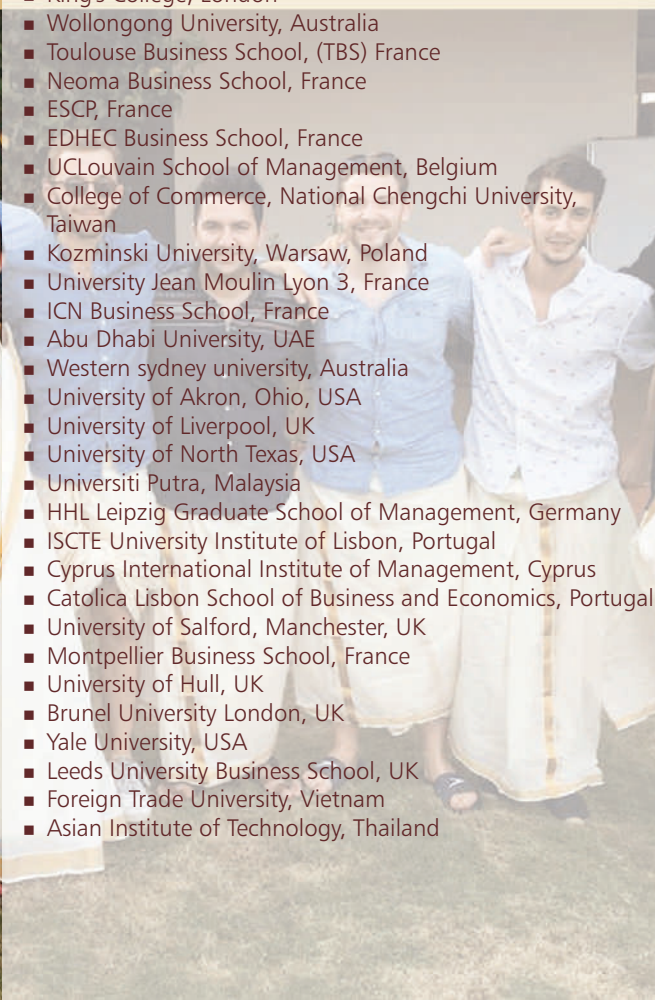 ■ King's College, London
■ Wollongong University, Australia
■ Toulouse Business School, (TBS) France
■ Neoma Business School, France
■ ESCP, France
■ EDHEC Business School, France
■ UCLouvain School of Management, Belgium
■ College of Commerce, National Chengchi University,
Taiwan
■ Kozminski University, Warsaw, Poland
■ University Jean Moulin Lyon 3, France
■ ICN Business School, France
■ Abu Dhabi University, UAE
■ Western sydney university, Australia
■ University of Akron, Ohio, USA
■ University of Liverpool, UK
■ University of North Texas, USA
■ Universiti Putra, Malaysia
■ HHL Leipzig Graduate School of Management, Germany
■ ISCTE University Institute of Lisbon, Portugal
■ Cyprus International Institute of Management, Cyprus
■ Catolica Lisbon School of Business and Economics, Portugal
■ University of Salford, Manchester, UK
■ Montpellier Business School, France
■ University of Hull, UK
■ Brunel University London, UK
■ Yale University, USA
■ Leeds University Business School, UK
■ Foreign Trade University, Vietnam
■ Asian Institute of Technology, Thailand